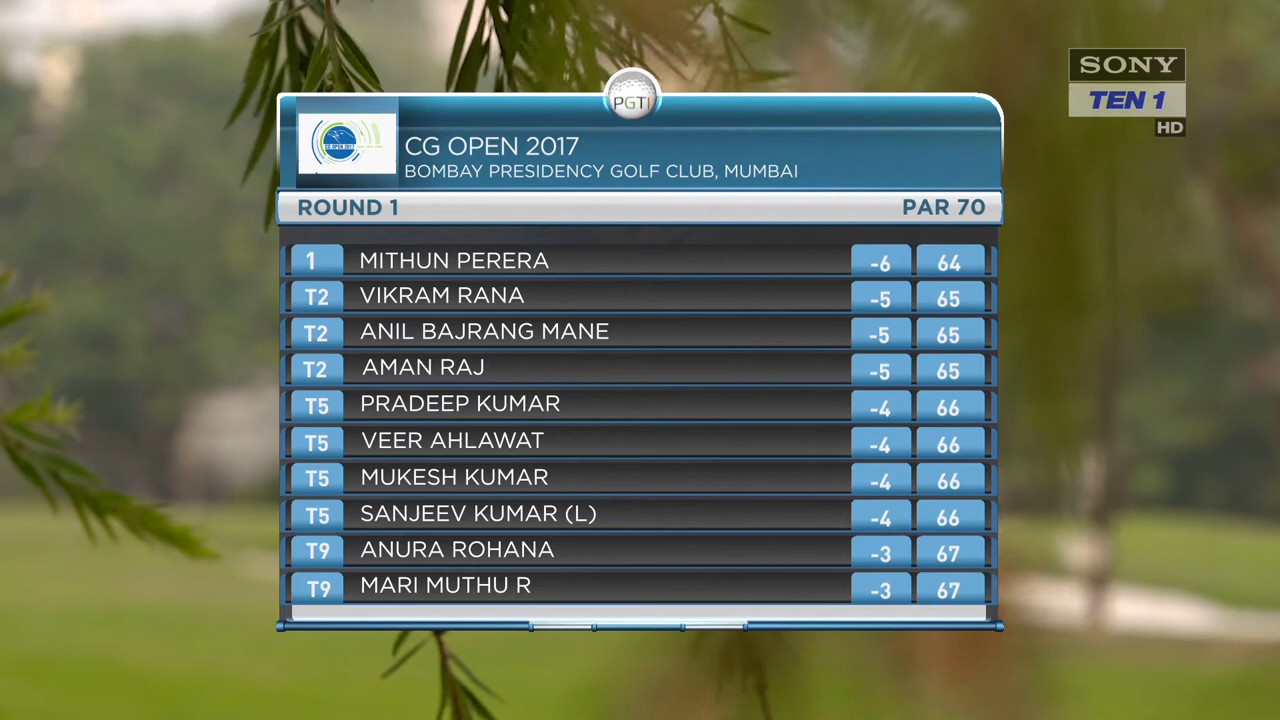 SONY
TEN 1
HD
PGTI
CG OPEN 2017
CG OPEN 2017
BOMBAY PRESIDENCY GOLF CLUB, MUMBAI
ROUND 1 PAR 70
1 MITHUN PERERA -6 64
T2 VIKRAM RANA -5 65
T2 ANIL BAJRANG MANE -5 65
T2 AMAN RAJ -5 65
T5 PRADEEP KUMAR -4 66
T5 VEER AHLAWAT -4 66
T5 MUKESH KUMAR -4 66
T5 SANJEEV KUMAR (L) -4 66
T9 ANURA ROHANA -3 67
T9 MARI MUTHU R -3 67